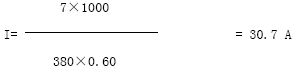 7×1000
I= = 30.7 A
380×0.60